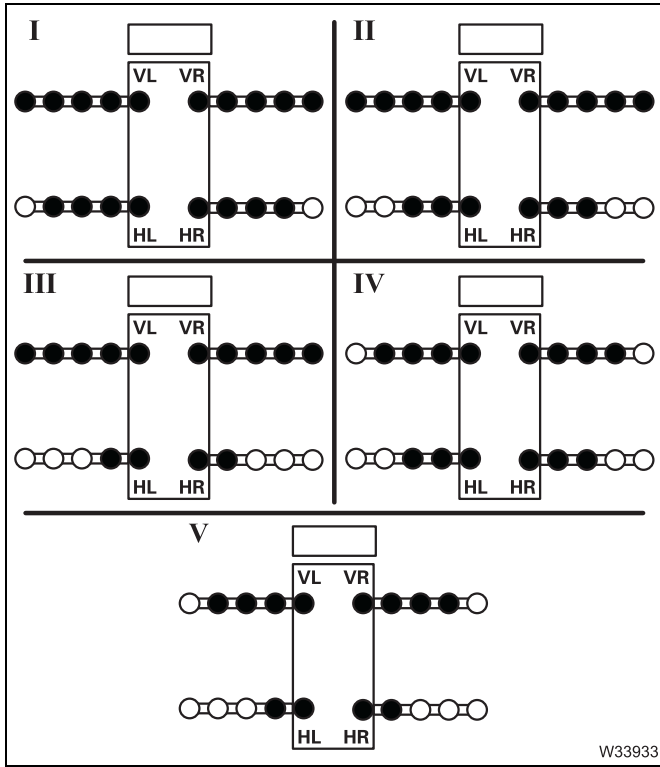 I II
VL VR VL VR
HL HR HL HR
III IV
VL VR VL VR
HL HR HL HR
V
VL VR
HL HR
W33933